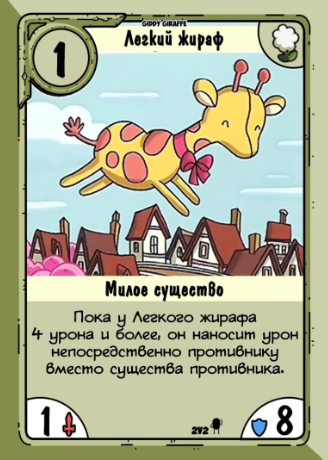 GIDDY GIRAFFE
1
Легкий жираф
Милое существо
Пока у Легкого жирафа
4 урона и более, он наносит урон
непосредственно противнику
вместо существа противника.
1
2V2
8